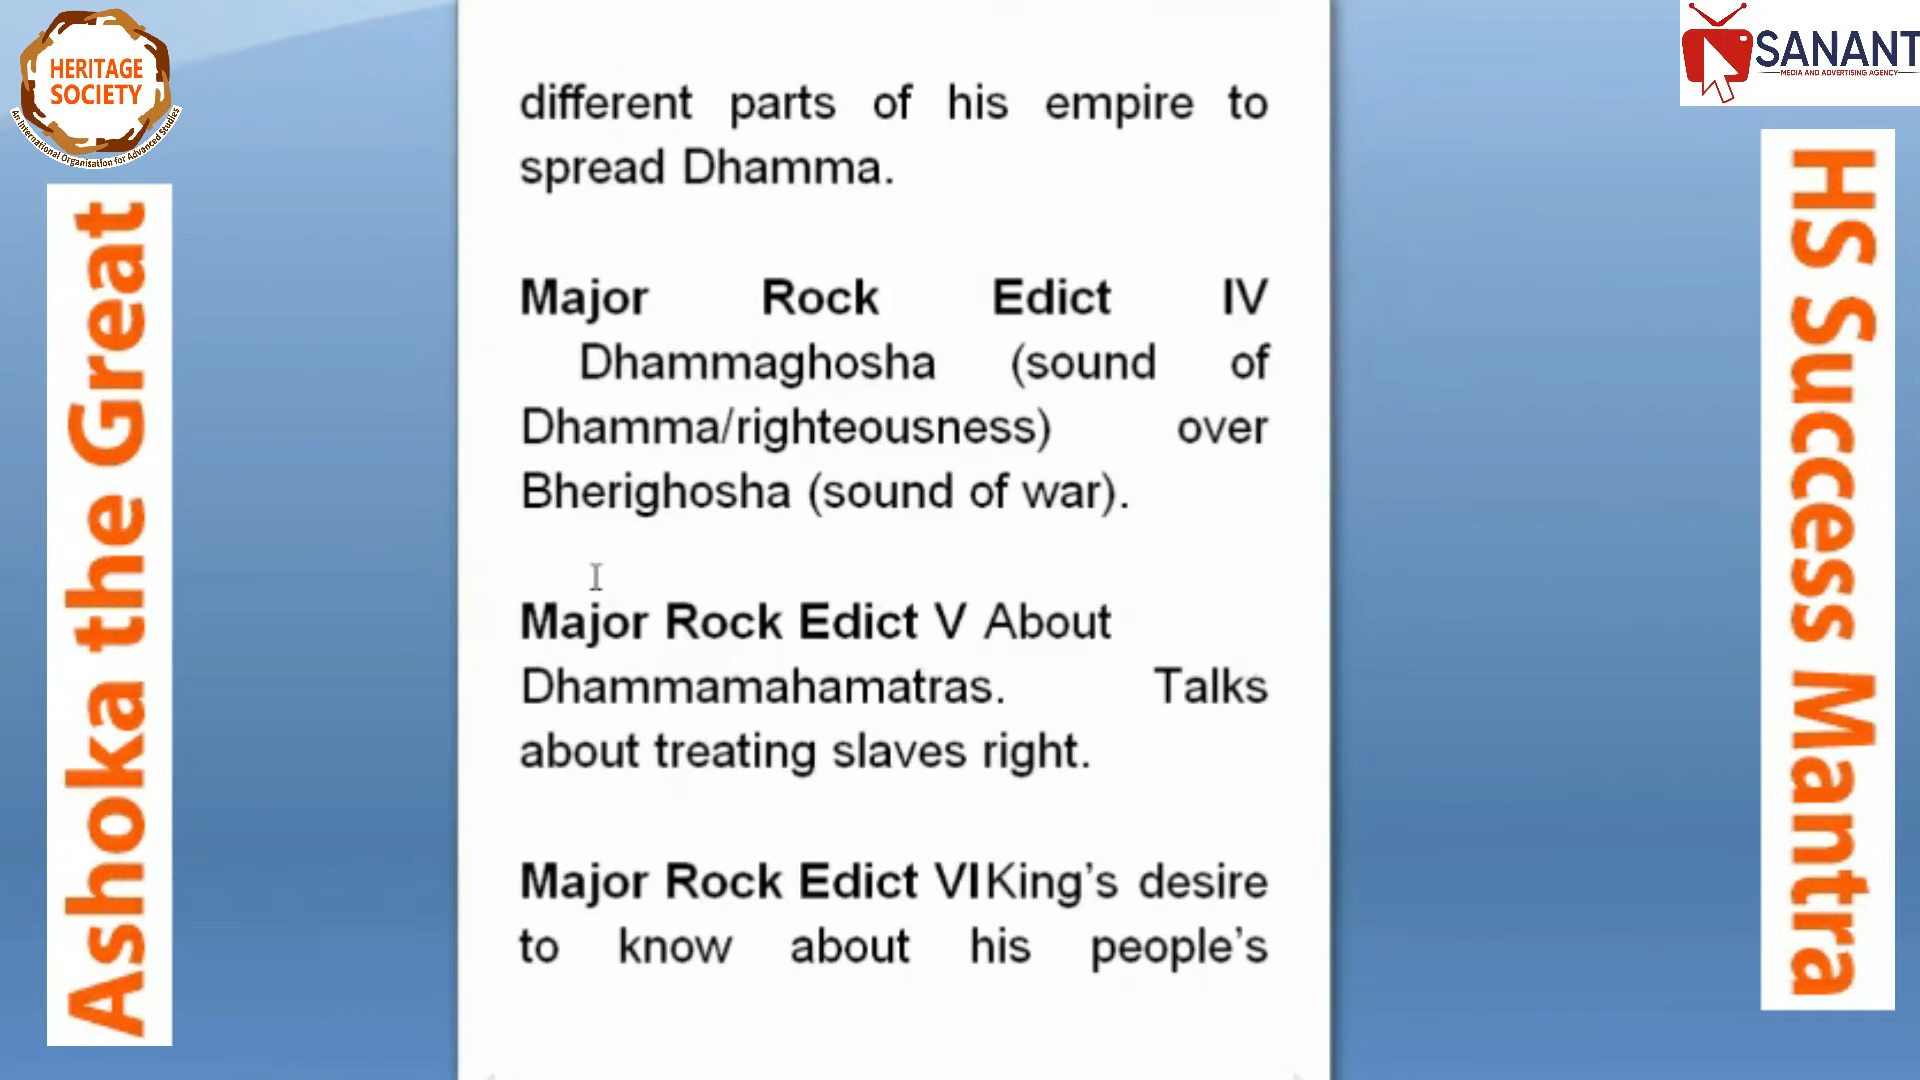 HERITAGE
SOCIETY
An International Organisation for Advanced Studies
Ashoka the Great
different parts of his empire to
spread Dhamma.
Major Rock Edict IV
Dhammaghosha (sound of
Dhamma/righteousness) over
Bherighosha (sound of war).
Major Rock Edict V About
Dhammamahamatras. Talks
about treating slaves right.
Major Rock Edict VIKing’s desire
to know about his people’s
SANANT
MEDIA AND ADVERTISING AGENCY
HS Success Mantra